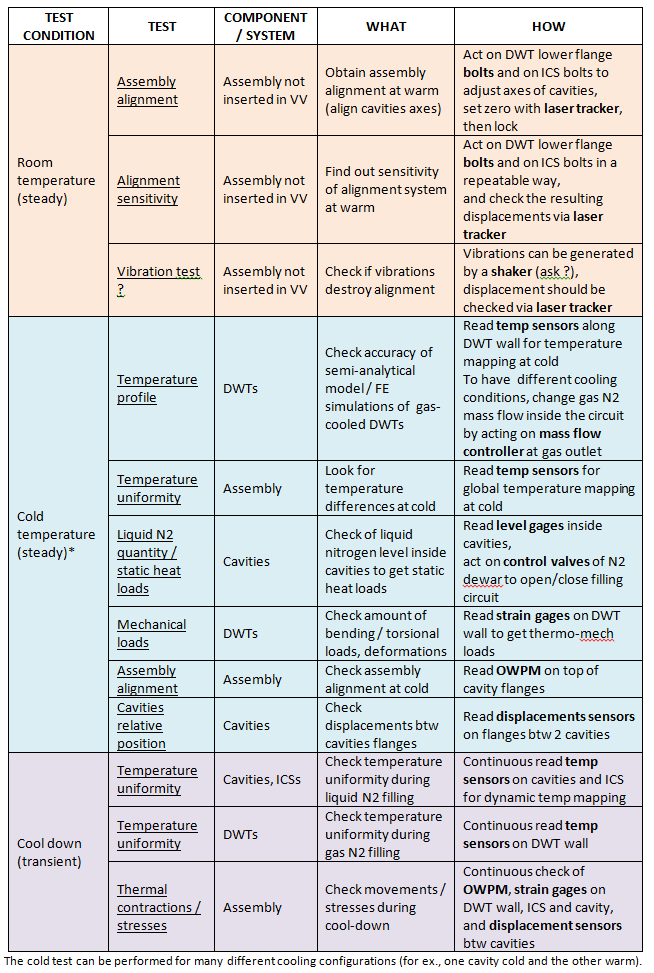 TEST CONDITION
TEST
COMPONENT / SYSTEM
WHAT
HOW
Room
temperature
(steady)
Assembly
alignment
Assembly not
inserted in VV
Obtain assembly
alignment at warm
(align cavities axes)
Act on DWT lower flange
bolts and on ICS bolts to
adjust axes of cavities,
set zero with laser tracker,
then lock
Alignment
sensitivity
Assembly not
inserted in VV
Find out sensitivity
of alignment system
at warm
Act on DWT lower flange
bolts and on ICS bolts in a
repeatable way,
and check the resulting
displacements via laser
tracker
Vibration test
?
Assembly not
inserted in VV
Check if vibrations
destroy alignment
Vibrations can be generated
by a shaker (ask ?),
displacement should be
checked via laser tracker
Cold
temperature
(steady)*
Temperature
profile
DWTs
Check accuracy of
semi-analytical
model / FE
simulations of gas-
cooled DWTs
Read temp sensors along
DWT wall for temperature
mapping at cold
To have different cooling
conditions, change gas N2
mass flow inside the circuit
by acting on mass flow
controller at gas outlet
Temperature
uniformity
Assembly
Look for
temperature
differences at cold
Read temp sensors for
global temperature mapping
at cold
Liquid N2
quantity /
static heat
loads
Cavities
Check of liquid
nitrogen level inside
cavities to get static
heat loads
Read level gages inside
cavities,
act on control valves of N2
dewar to open/close filling
circuit
Mechanical
loads
DWTs
Check amount of
bending / torsional
loads, deformations
Read strain gages on DWT
wall to get thermo-mech
loads
Assembly
alignment
Assembly
Check assembly
alignment at cold
Read OWPM on top of
cavity flanges
Cavities
relative
position
Cavities
Check
displacements btw
cavities flanges
Read displacements sensors
on flanges btw 2 cavities
Cool down
(transient)
Temperature
uniformity
Cavities, ICSs
Check temperature
uniformity during
liquid N2 filling
Continuous read temp
sensors on cavities and ICS
for dynamic temp mapping
Temperature
uniformity
DWTs
Check temperature
uniformity during
gas N2 filling
Continuous read temp
sensors on DWT wall
Thermal
contractions /
stresses
Assembly
Check movements /
stresses during
cool-down
Continuous check of
OWPM, strain gages on
DWT wall, ICS and cavity,
and displacement sensors
btw cavities
The cold test can be performed for many different cooling configurations (for ex., one cavity cold and the other warm).